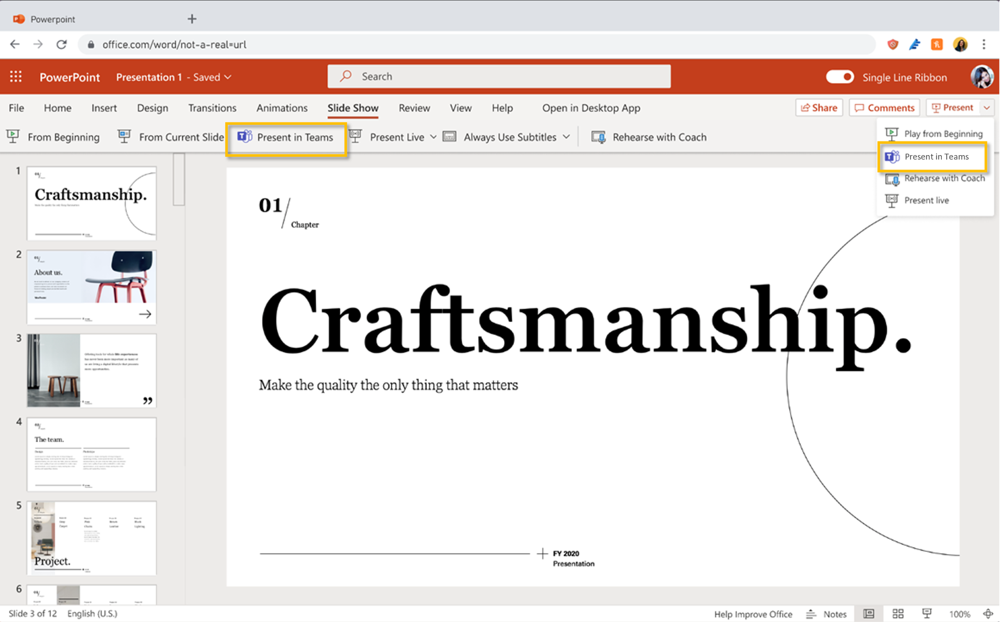 Powerpoint
office.com/word/not-a-real=url
PowerPoint Presentation 1 - Saved Search Single Line Ribbon
File Home Insert Design Transitions Animations Slide Show Review View Help Open in Desktop App Share Comments Present
From Beginning From Current Slide Present in Teams Present Live Always Use Subtitles Rehearse with Coach
Play from Beginning
Present in Teams
Rehearse with Coach
Present live
1
Craftsmanship.
2
About us.
3
4
The team.
5
Project.
6
01
Chapter
Craftsmanship.
Make the quality the only thing that matters
FY 2020
Presentation
Slide 3 of 12 English (U.S.) Help Improve Office Notes 100%